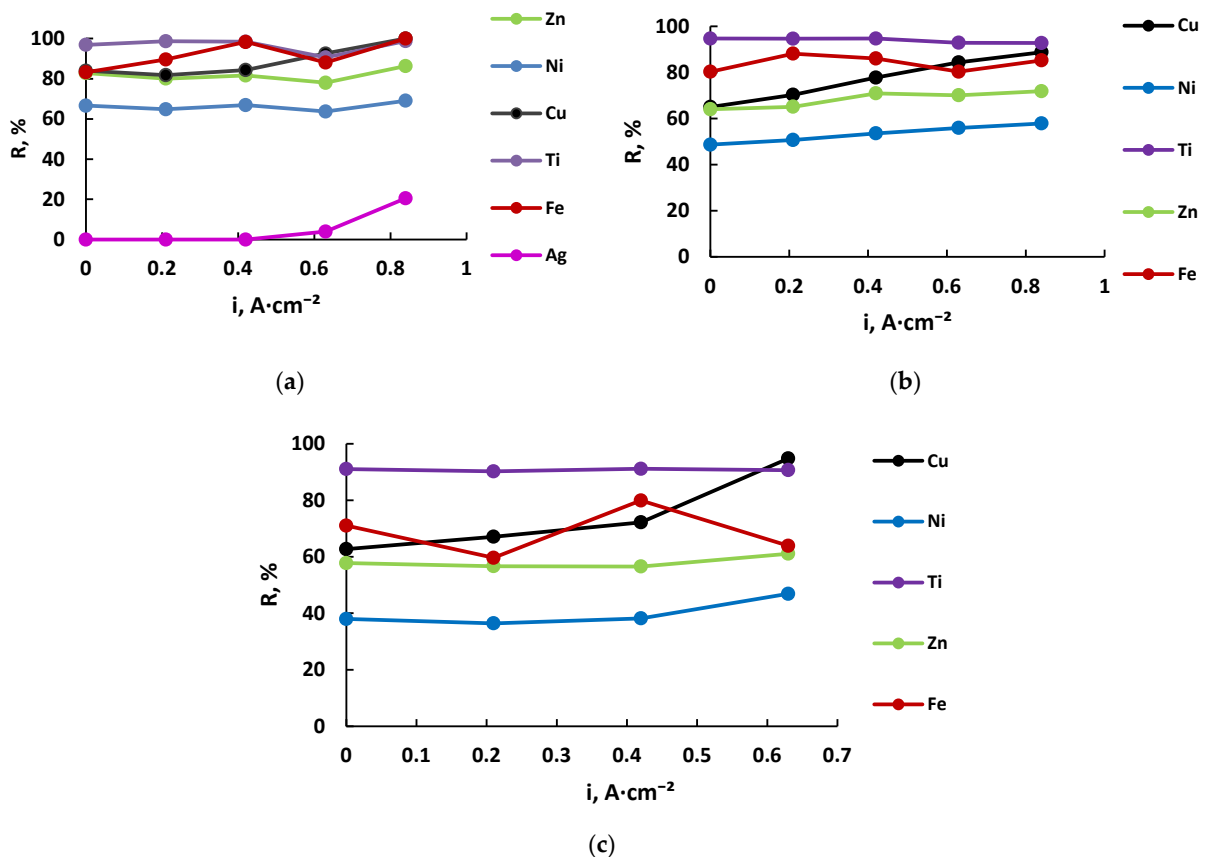 100
80
60
40
20
0
R, %
0 0.2 0.4 0.6 0.8 1
i, A·cm⁻²
Zn
Ni
Cu
Ti
Fe
Ag
(a)
100
80
60
40
20
0
R, %
0 0.2 0.4 0.6 0.8 1
i, A·cm⁻²
Cu
Ni
Ti
Zn
Fe
(b)
100
80
60
40
20
0
R, %
0 0.1 0.2 0.3 0.4 0.5 0.6 0.7
i, A·cm⁻²
Cu
Ni
Ti
Zn
Fe
(c)